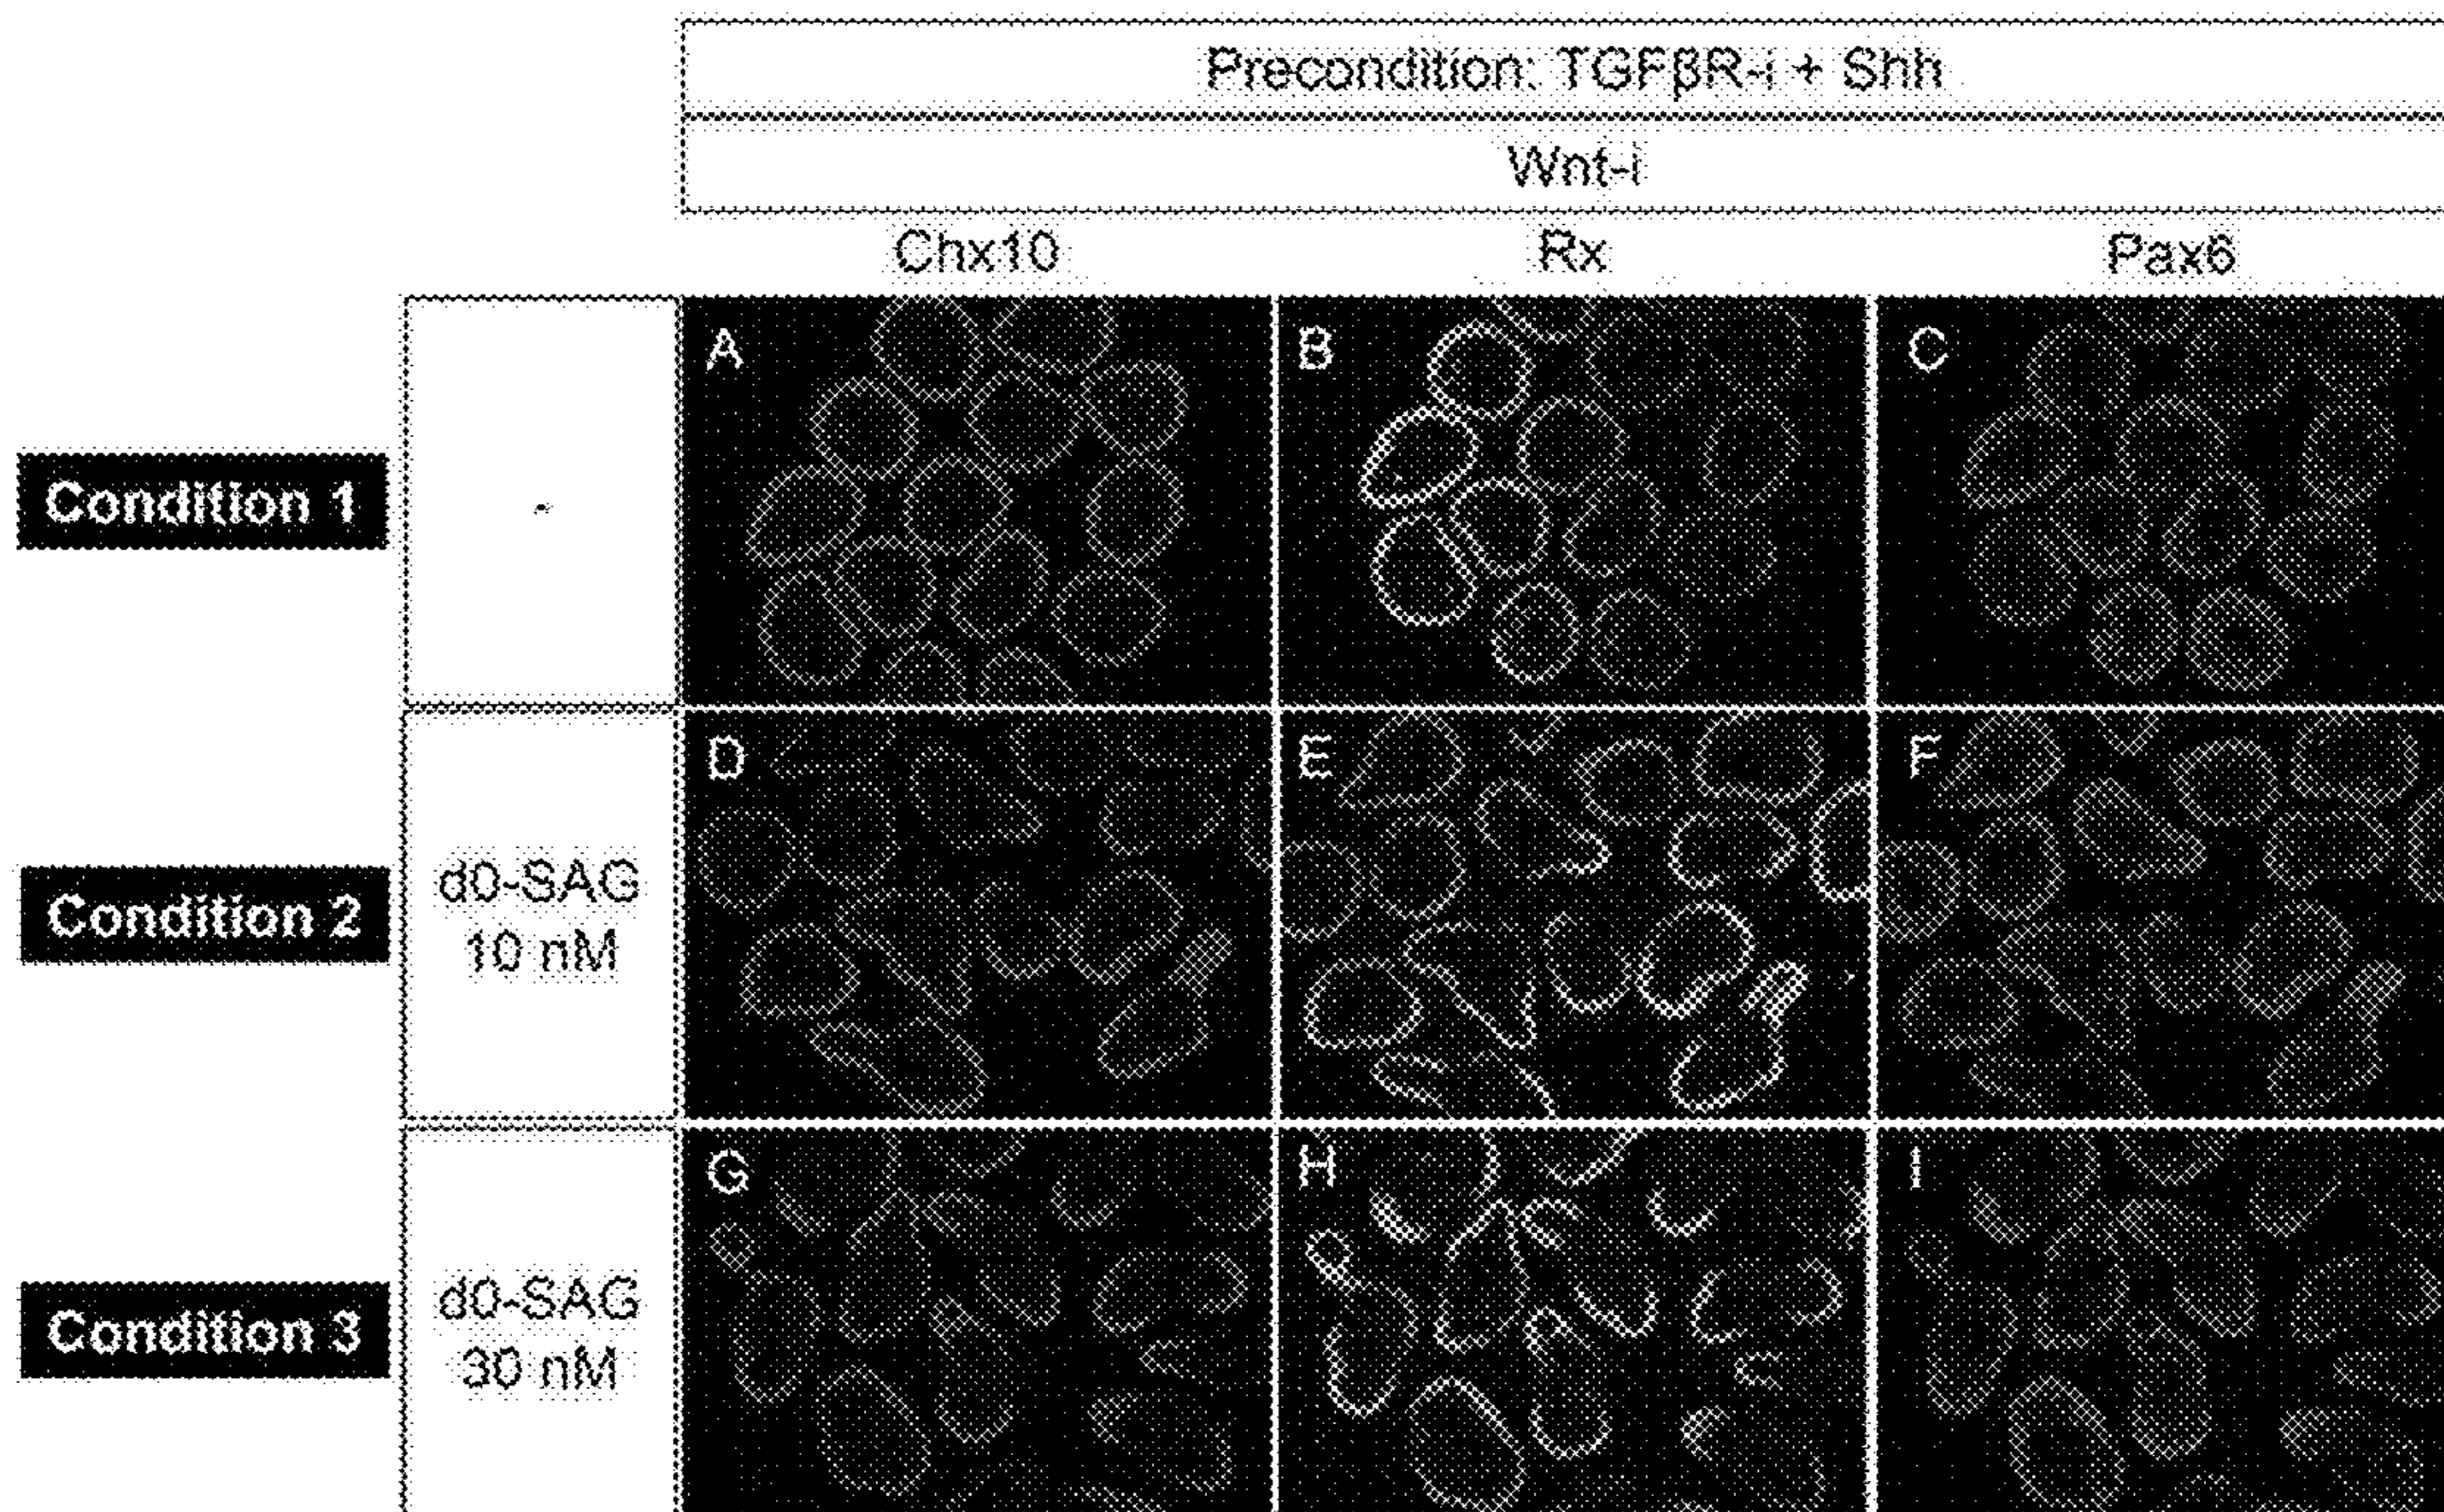 Precondition: TGFβR-i + Shh
Wnt-i
Chx10 Rx Pax6
A B C
Condition 1 -
D E F
Condition 2
d0-SAG
10 nM
G H I
Condition 3
d0-SAG
30 nM